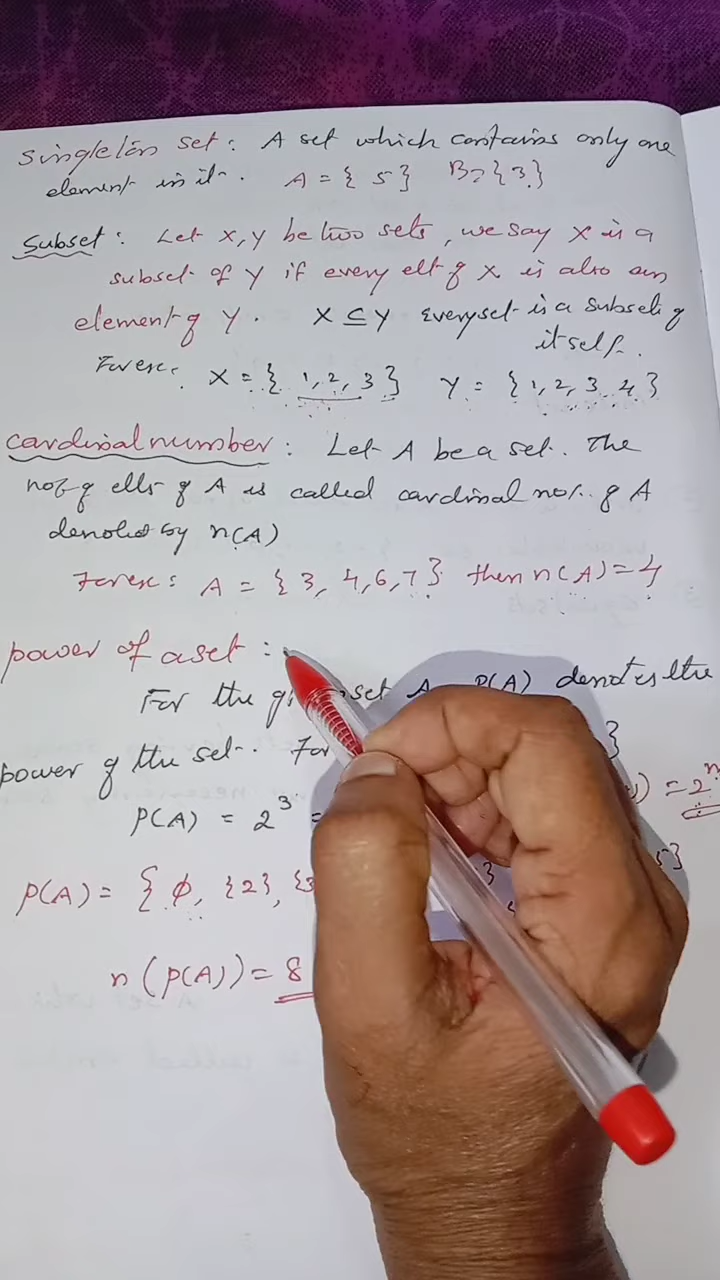 Singleton set: A set which contains only one
element in it. A = { 5 } B = { 3 }
Subset: Let X, Y be two sets, we say X is a
subset of Y if every elt of X is also an
element of Y. X ⊆ Y Every set is a subset of
itself.
For ex: X = { 1, 2, 3 } Y = { 1, 2, 3 4 }
Cardinal number: Let A be a set. The
no of elts of A is called cardinal no. of A
denoted by n(A)
For ex: A = { 3, 4, 6, 7 } then n(A) = 4
Power of a set:
For the set P(A) denotes the
power of the set. For }
P(A) = 2³ = ) = 2ⁿ
P(A) = { φ, {2}, {3 } 5}
n(P(A)) = 8